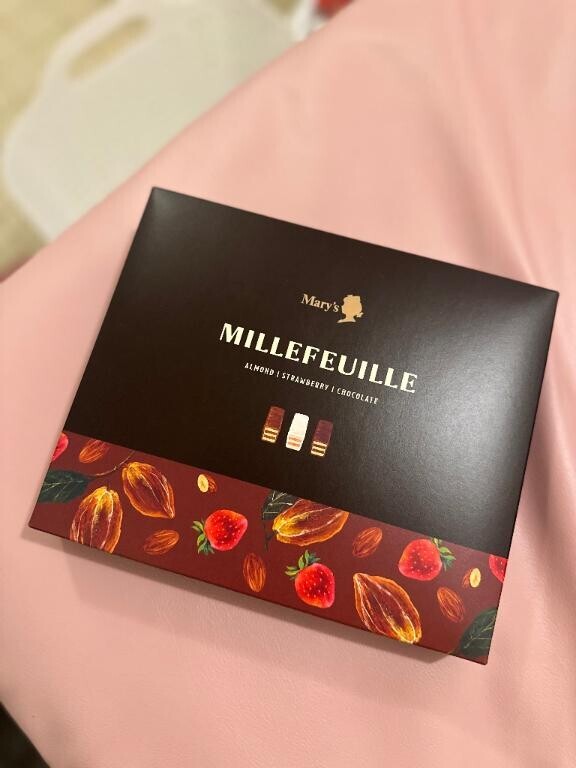 Mary's
MILLEFEUILLE
ALMOND | STRAWBERRY | CHOCOLATE